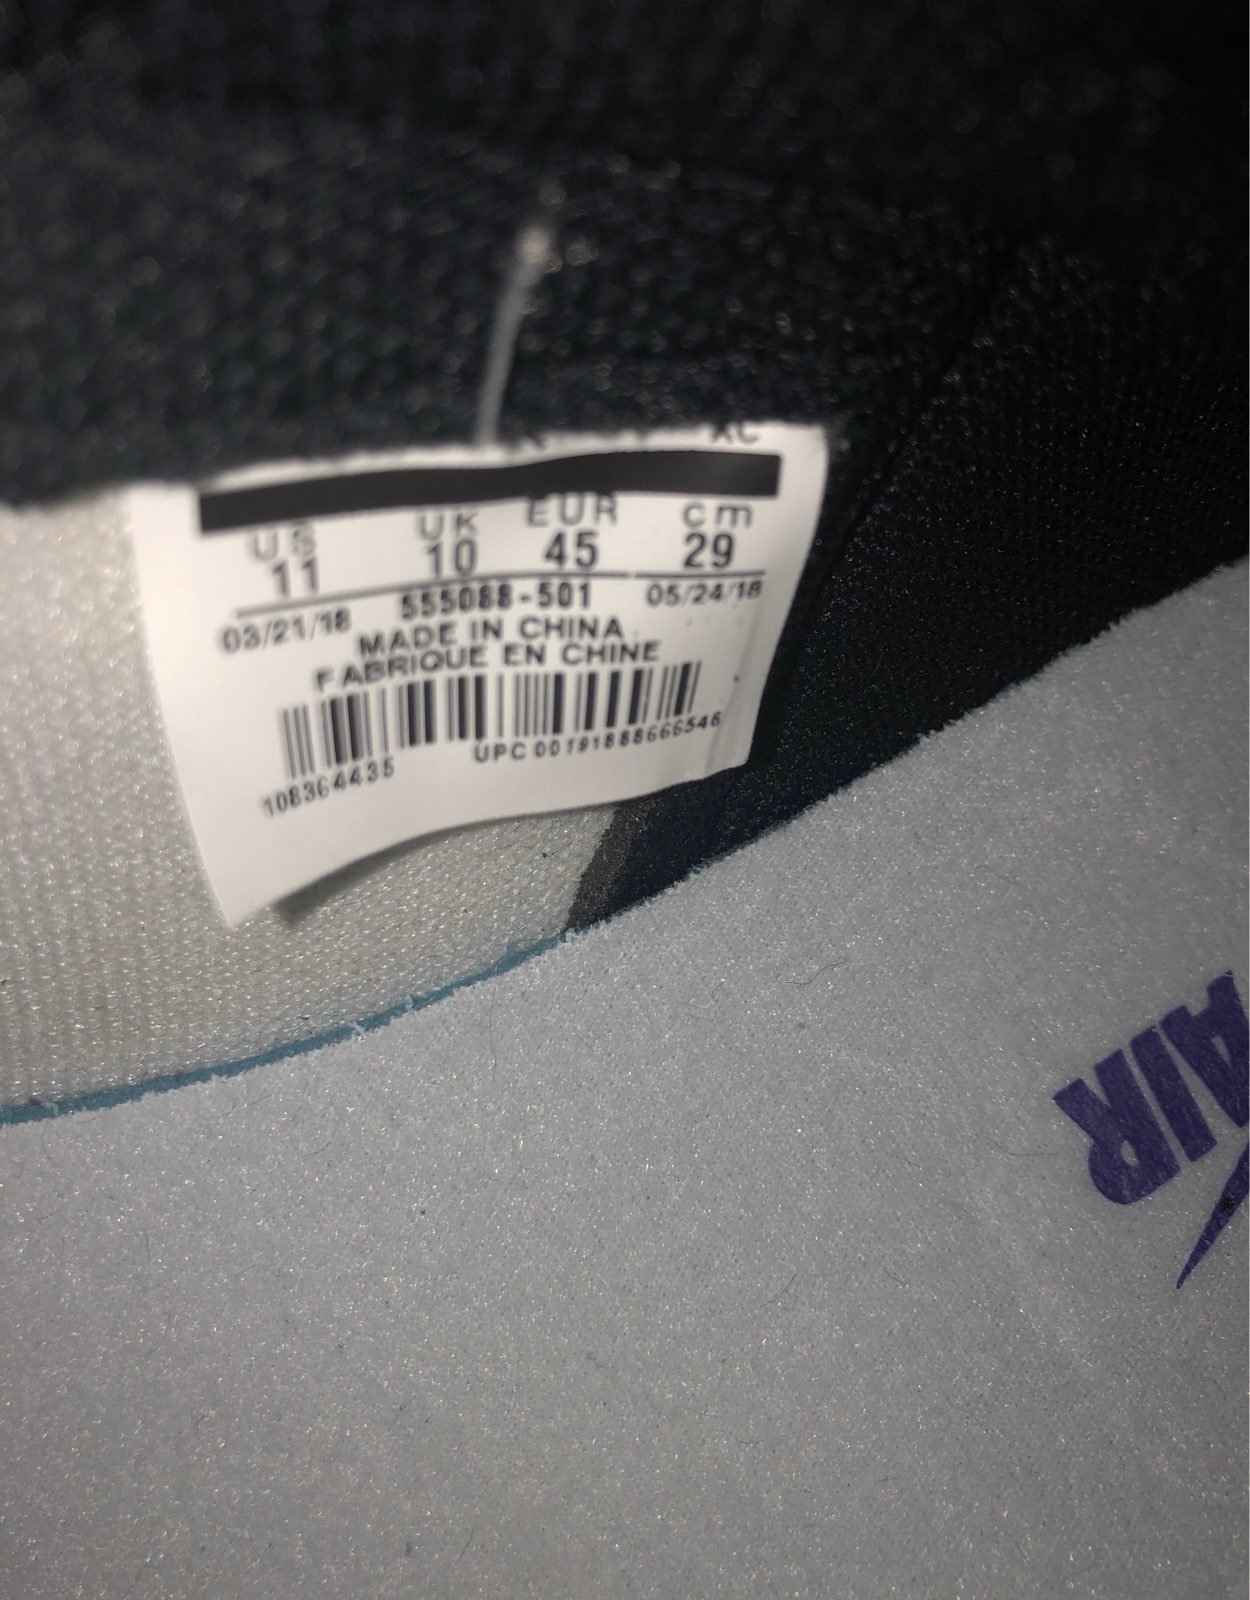 XC
US UK EUR cm
11 10 45 29
03/21/18 555088-501 05/24/18
MADE IN CHINA
FABRIQUE EN CHINE
108364435 UPC 00191888666546
AIR